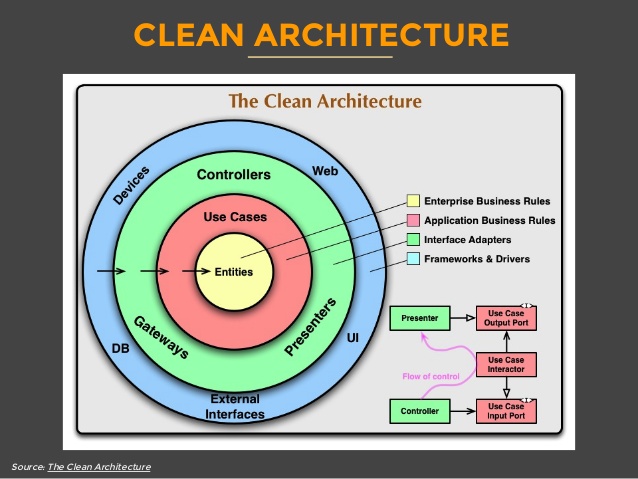 CLEAN ARCHITECTURE
The Clean Architecture
Devices
Web
Controllers
Use Cases
Entities
Gateways
Presenters
DB
UI
External
Interfaces
Enterprise Business Rules
Application Business Rules
Interface Adapters
Frameworks & Drivers
Presenter
Use Case
Output Port
Use Case
Interactor
Flow of control
Controller
Use Case
Input Port
Source: The Clean Architecture